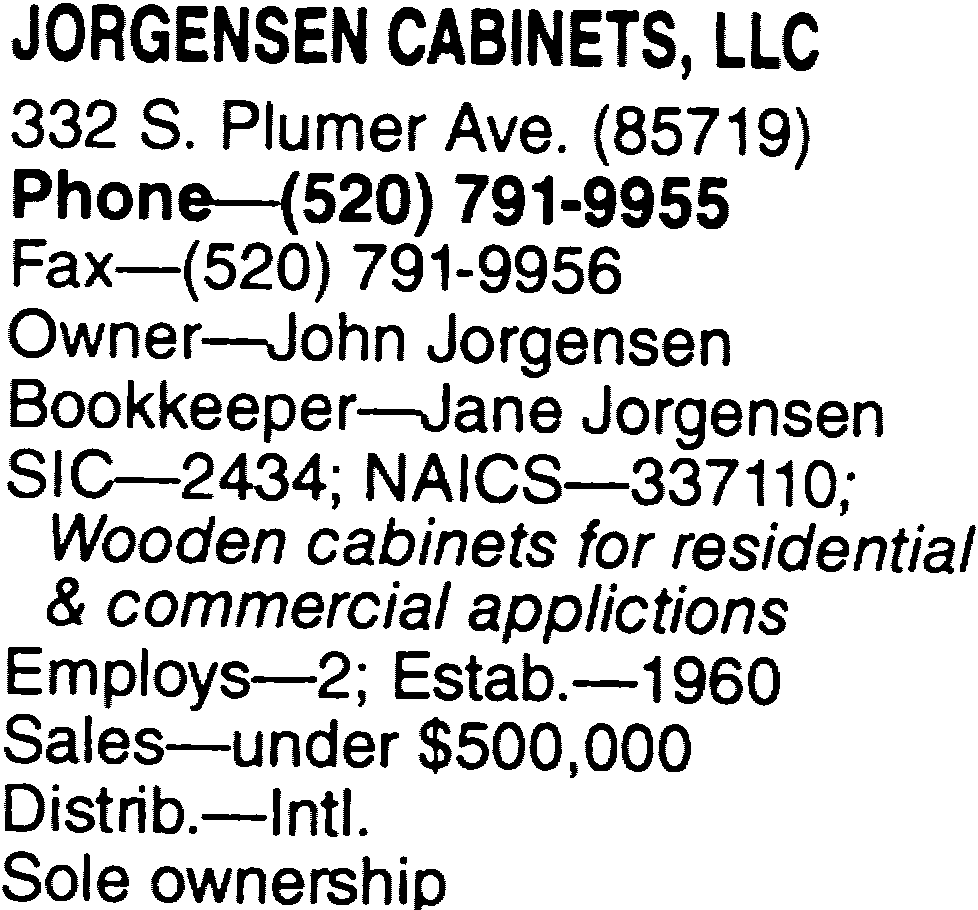 JORGENSEN CABINETS, LLC
332 S. Plumer Ave. (85719)
Phone—(520) 791-9955
Fax—(520) 791-9956
Owner—John Jorgensen
Bookkeeper—Jane Jorgensen
SIC—2434; NAICS—337110;
Wooden cabinets for residential
& commercial applictions
Employs—2; Estab.—1960
Sales—under $500,000
Distrib.—Intl.
Sole ownership